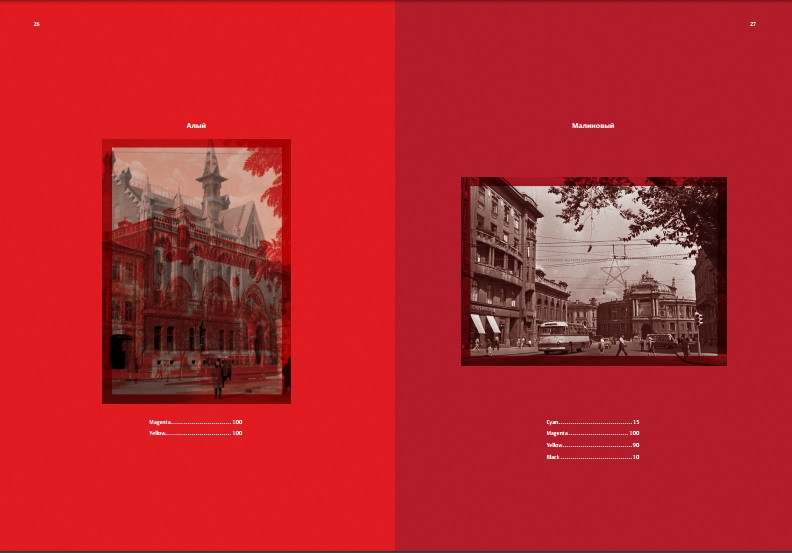 26
Алый
Magenta..............................100
Yellow.................................100
27
Малиновый
Cyan.....................................15
Magenta..............................100
Yellow...................................90
Black....................................10